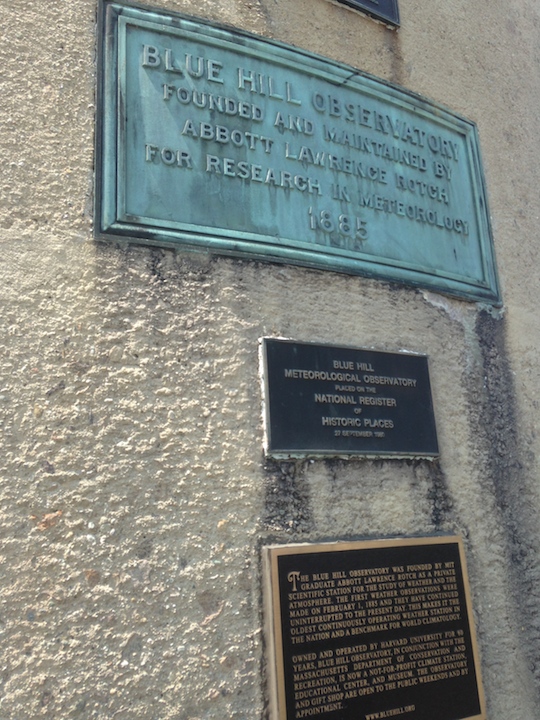 BLUE HILL OBSERVATORY
FOUNDED AND MAINTAINED BY
ABBOTT LAWRENCE ROTCH
FOR RESEARCH IN METEOROLOGY
1885
BLUE HILL
METEOROLOGICAL OBSERVATORY
PLACED ON THE
NATIONAL REGISTER
OF
HISTORIC PLACES
SEPTEMBER
THE BLUE HILL OBSERVATORY WAS FOUNDED BY MIT
GRADUATE ABBOTT LAWRENCE ROTCH AS A PRIVATE
SCIENTIFIC STATION FOR THE STUDY OF WEATHER AND THE
ATMOSPHERE. THE FIRST WEATHER OBSERVATIONS WERE
MADE ON FEBRUARY 1, 1885 AND THEY HAVE CONTINUED
UNINTERRUPTED TO THE PRESENT DAY. THIS MAKES IT THE
OLDEST CONTINUOUSLY OPERATING WEATHER STATION IN
THE NATION AND A BENCHMARK FOR WORLD CLIMATOLOGY.
OWNED AND OPERATED BY HARVARD UNIVERSITY FOR 90
YEARS, BLUE HILL OBSERVATORY, IN CONJUNCTION WITH THE
MASSACHUSETTS DEPARTMENT OF CONSERVATION AND
RECREATION, IS NOW A NOT-FOR-PROFIT CLIMATE STATION,
EDUCATIONAL CENTER, AND MUSEUM. THE OBSERVATORY
AND GIFT SHOP ARE OPEN TO THE PUBLIC WEEKENDS AND BY
APPOINTMENT.
WWW.BLUEHILL.ORG